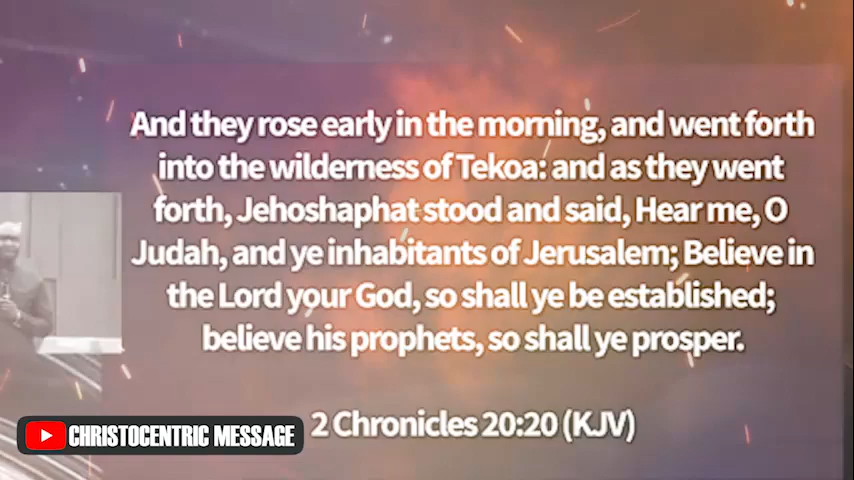 And they rose early in the morning, and went forth
into the wilderness of Tekoa: and as they went
forth, Jehoshaphat stood and said, Hear me, O
Judah, and ye inhabitants of Jerusalem; Believe in
the Lord your God, so shall ye be established;
believe his prophets, so shall ye prosper.
2 Chronicles 20:20 (KJV)
CHRISTOCENTRIC MESSAGE